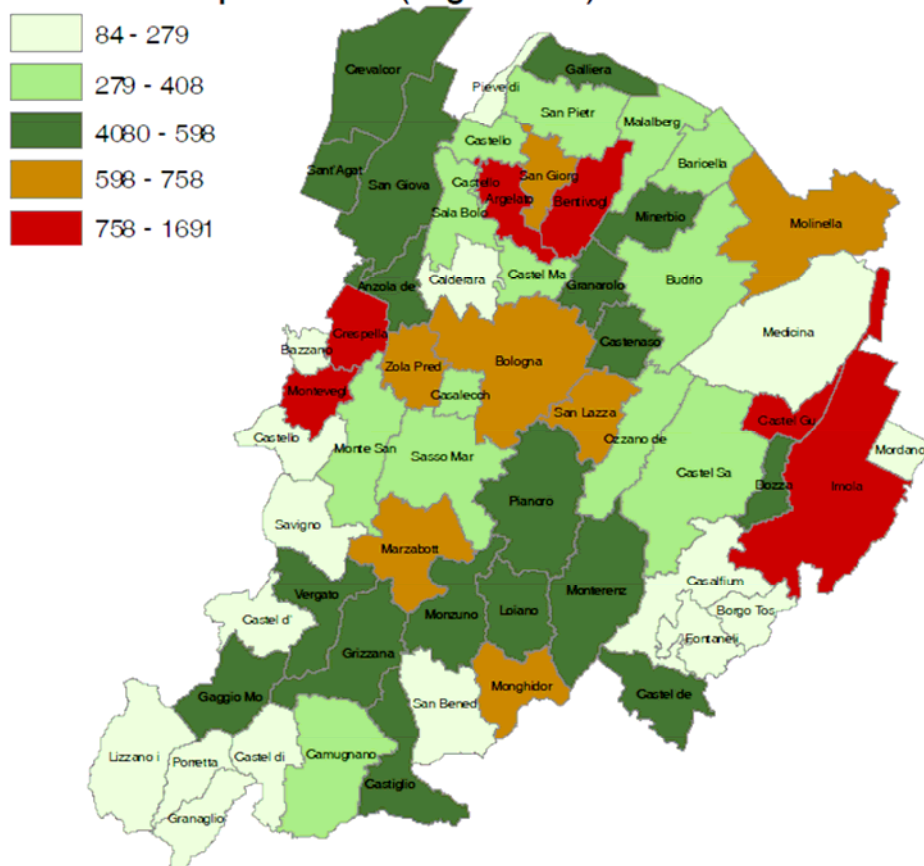 84 - 279
279 - 408
4080 - 598
598 - 758
758 - 1691
Crevalcor
Galliera
Pieve di
San Pietr
Malalberg
Castello
Baricella
Sant'Agat
San Giova
Castello
San Giorg
Argelato
Bentivogl
Sala Bolo
Minerbio
Molinella
Anzola de
Calderara
Castel Ma
Granarolo
Budrio
Medicina
Crespella
Bazzano
Zola Pred
Bologna
Castenaso
Montevegl
Casalecch
San Lazza
Castel Gu
Castello
Monte San
Sasso Mar
Ozzano de
Castel Sa
Dozza
Imola
Mordano
Savigno
Pianoro
Marzabott
Vergato
Monzuno
Loiano
Monterenz
Casalfium
Borgo Tos
Castel d'
Fontaneli
Grizzana
Gaggio Mo
San Bened
Monghidor
Castel de
Lizzano i
Porretta
Castel di
Camugnano
Castiglio
Granaglio